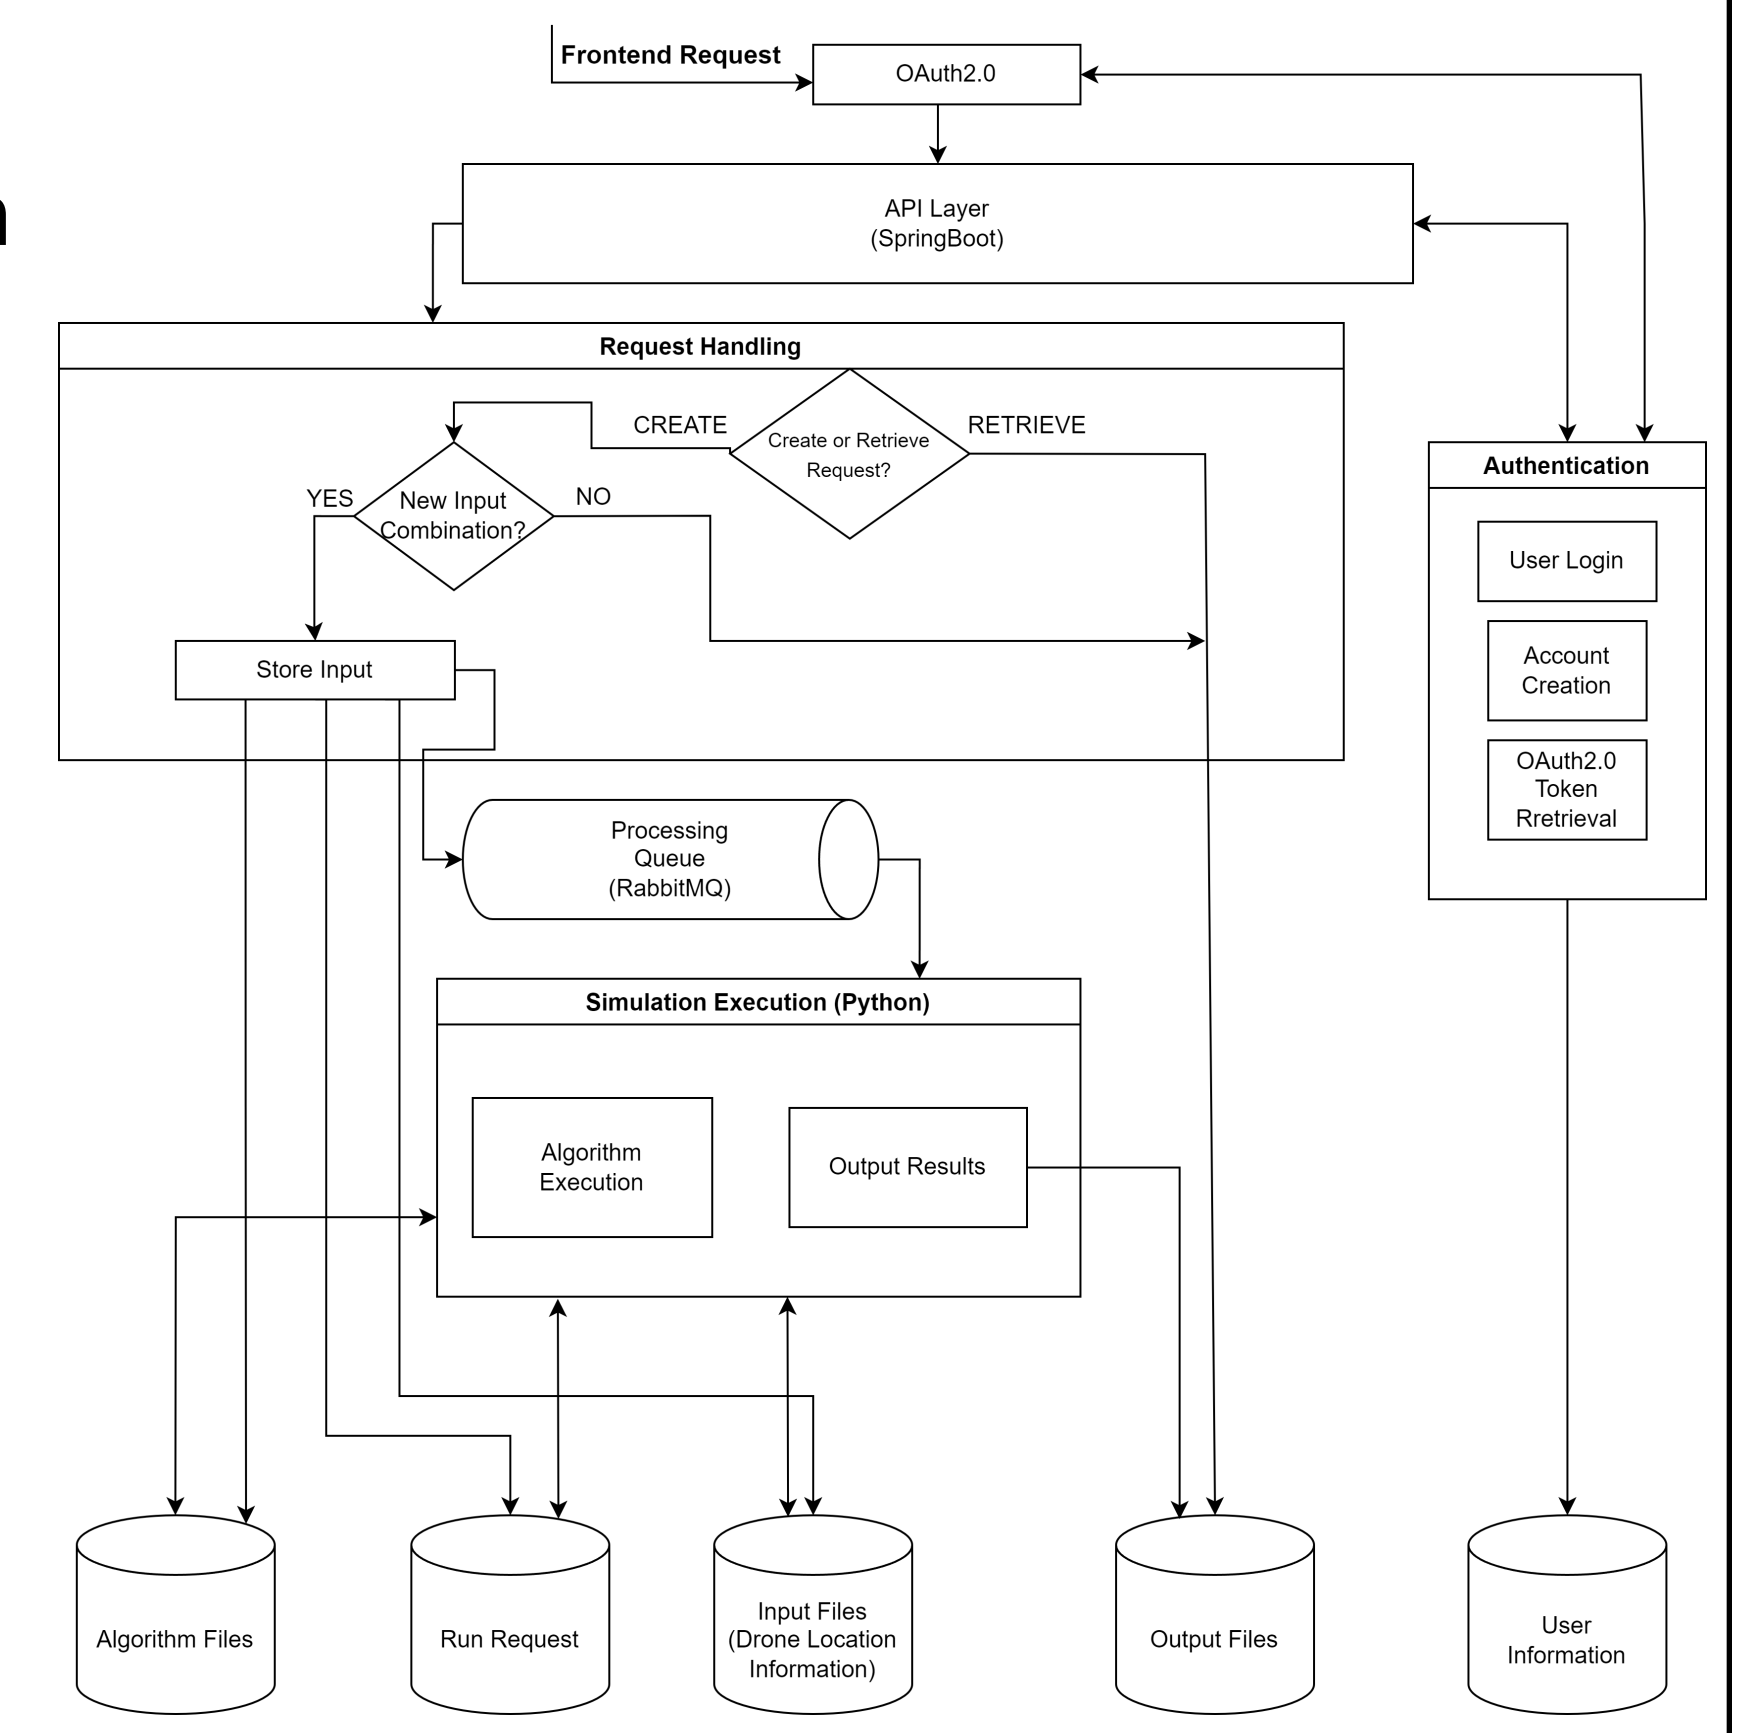 Frontend Request
OAuth2.0
API Layer
(SpringBoot)
Request Handling
CREATE
Create or Retrieve
Request?
RETRIEVE
YES
New Input
Combination?
NO
Store Input
Authentication
User Login
Account
Creation
OAuth2.0
Token
Rretrieval
Processing
Queue
(RabbitMQ)
Simulation Execution (Python)
Algorithm
Execution
Output Results
Algorithm Files
Run Request
Input Files
(Drone Location
Information)
Output Files
User
Information